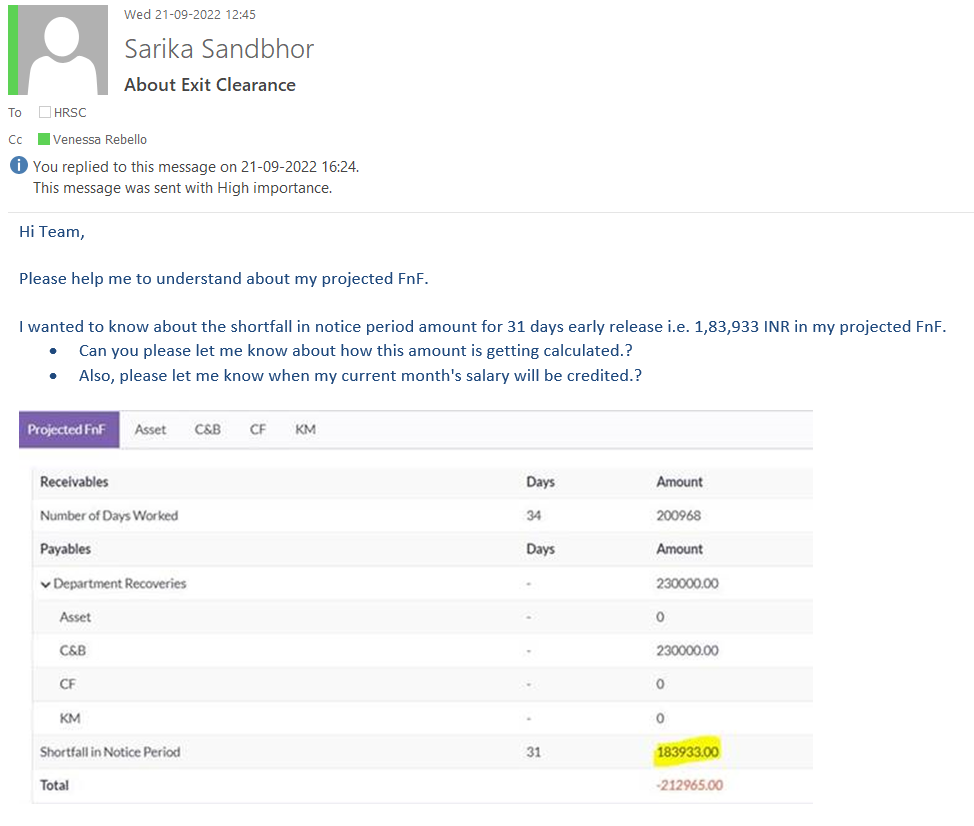 Wed 21-09-2022 12:45
Sarika Sandbhor
About Exit Clearance
To HRSC
Cc Venessa Rebello
You replied to this message on 21-09-2022 16:24.
This message was sent with High importance.
Hi Team,
Please help me to understand about my projected FnF.
I wanted to know about the shortfall in notice period amount for 31 days early release i.e. 1,83,933 INR in my projected FnF.
• Can you please let me know about how this amount is getting calculated.?
• Also, please let me know when my current month's salary will be credited.?
Projected FnF Asset C&B CF KM
Receivables Days Amount
Number of Days Worked 34 200968
Payables Days Amount
Department Recoveries - 230000.00
Asset - 0
C&B - 230000.00
CF - 0
KM - 0
Shortfall in Notice Period 31 183933.00
Total -212965.00